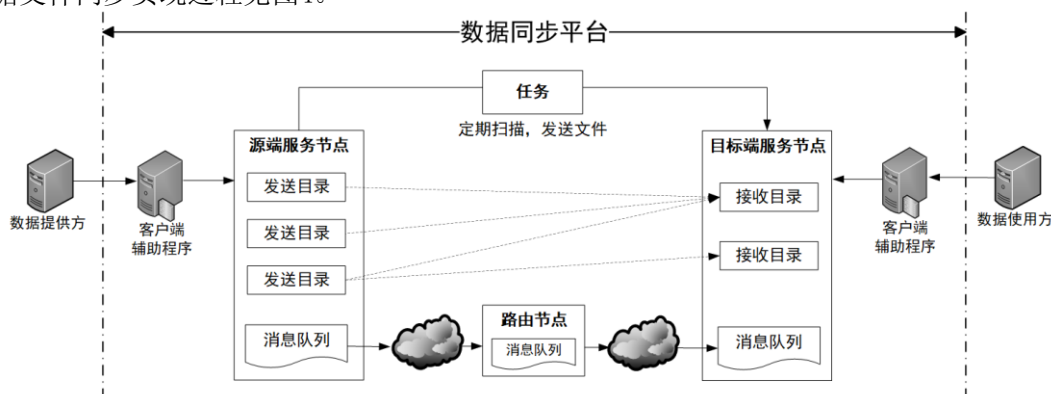 数据同步平台
任务
定期扫描，发送文件
源端服务节点
目标端服务节点
发送目录
接收目录
数据提供方
客户端
辅助程序
发送目录
客户端
辅助程序
数据使用方
发送目录
接收目录
路由节点
消息队列
消息队列
消息队列